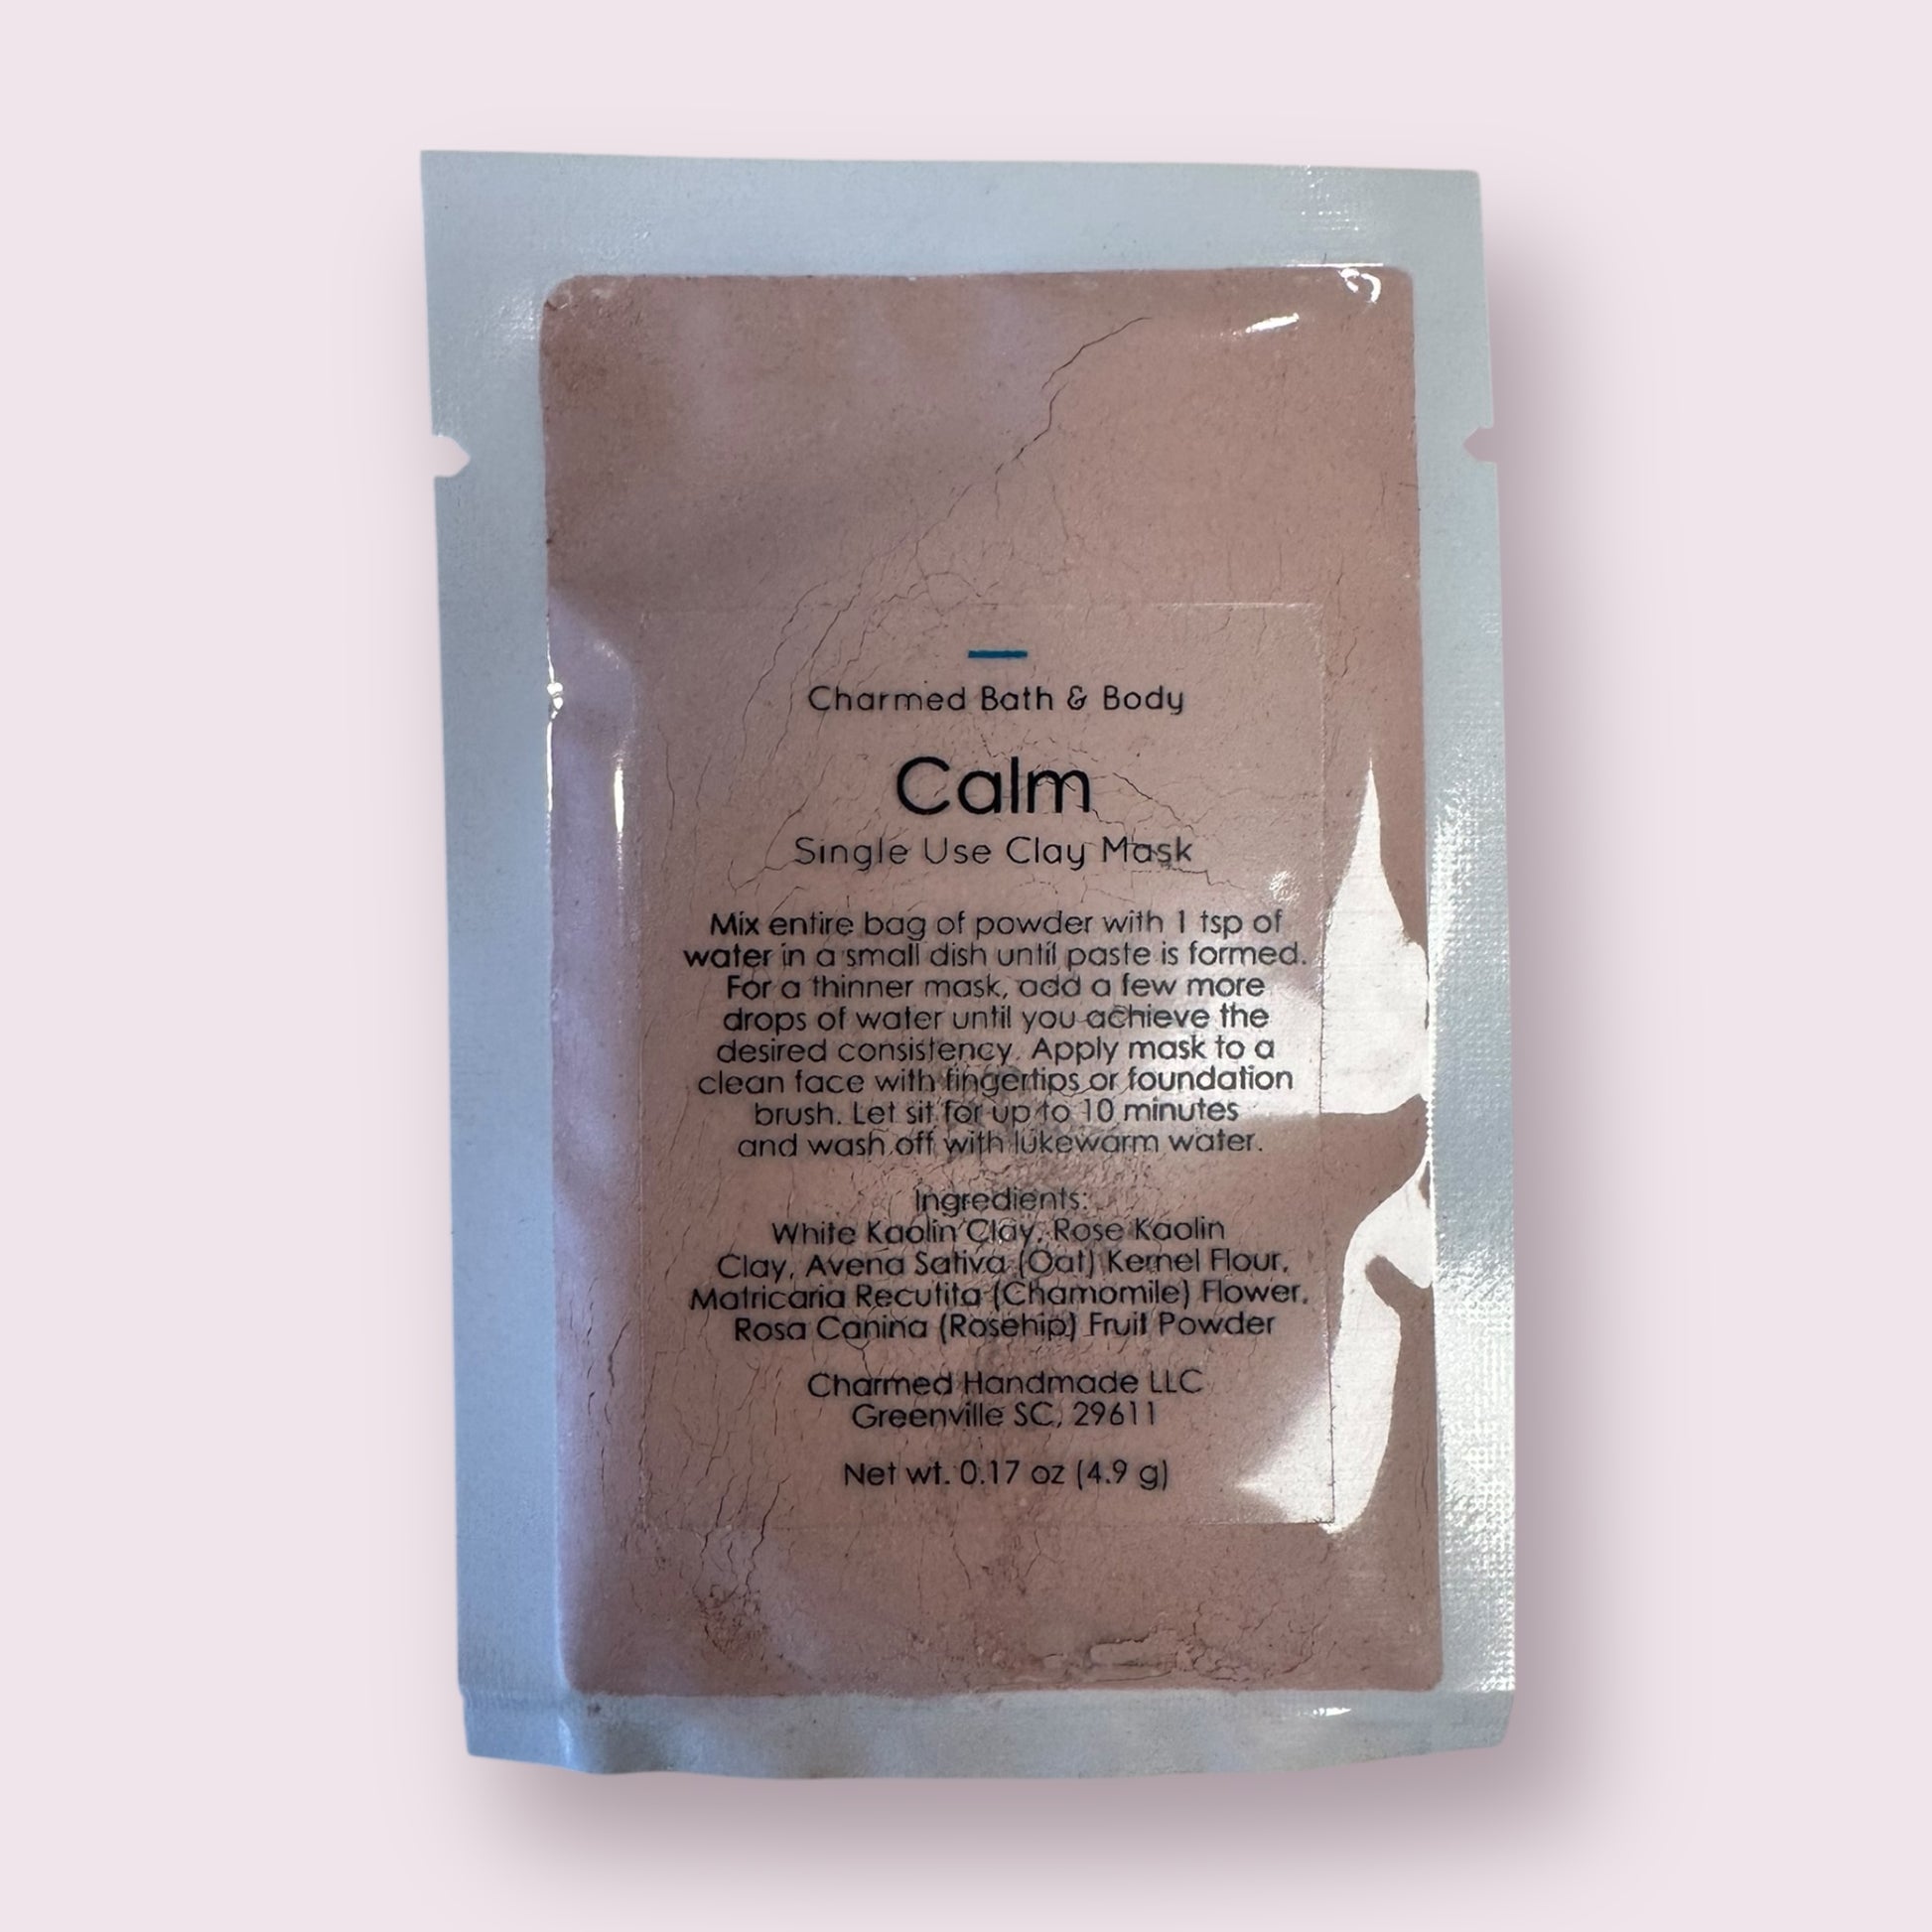 Charmed Bath & Body
Calm
Single Use Clay Mask
Mix entire bag of powder with 1 tsp of
water in a small dish until paste is formed.
For a thinner mask, add a few more
drops of water until you achieve the
desired consistency. Apply mask to a
clean face with fingertips or foundation
brush. Let sit for up to 10 minutes
and wash off with lukewarm water.
Ingredients:
White Kaolin Clay, Rose Kaolin
Clay, Avena Sativa (Oat) Kernel Flour,
Matricaria Recutita (Chamomile) Flower,
Rosa Canina (Rosehip) Fruit Powder
Charmed Handmade LLC
Greenville SC, 29611
Net wt. 0.17 oz (4.9 g)